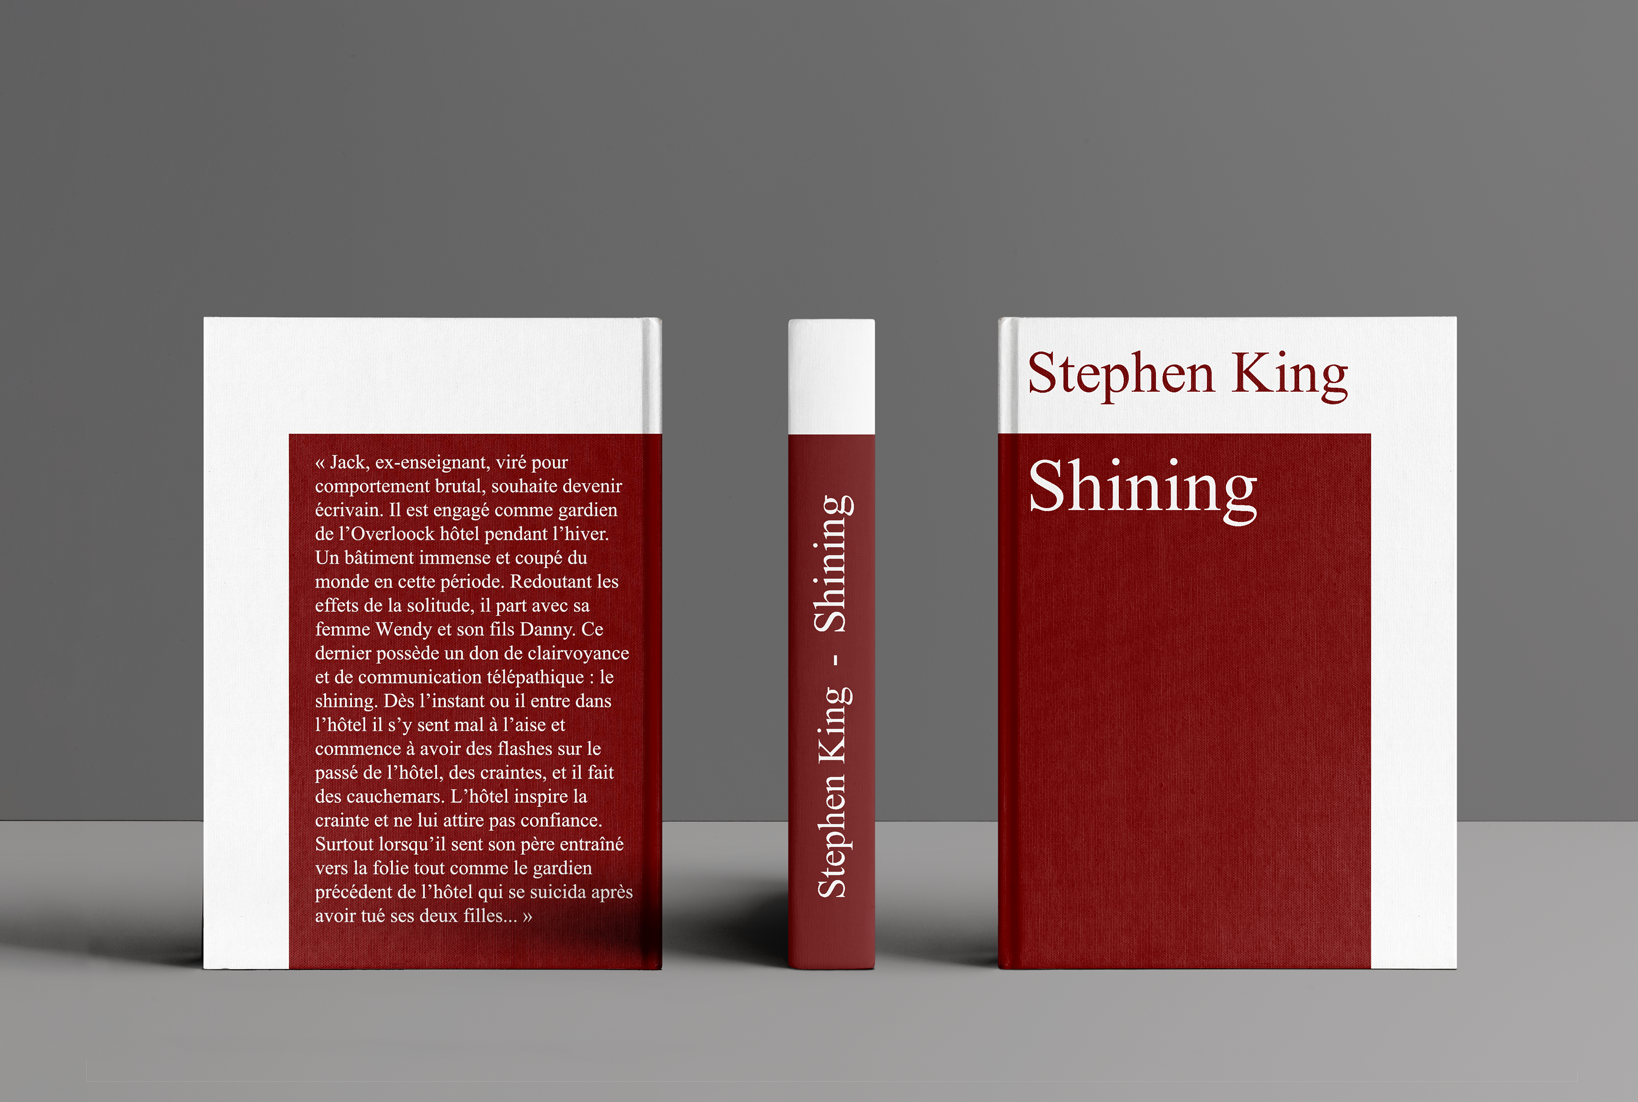 « Jack, ex-enseignant, viré pour
comportement brutal, souhaite devenir
écrivain. Il est engagé comme gardien
de l’Overloock hôtel pendant l’hiver.
Un bâtiment immense et coupé du
monde en cette période. Redoutant les
effets de la solitude, il part avec sa
femme Wendy et son fils Danny. Ce
dernier possède un don de clairvoyance
et de communication télépathique : le
shining. Dès l’instant ou il entre dans
l’hôtel il s’y sent mal à l’aise et
commence à avoir des flashes sur le
passé de l’hôtel, des craintes, et il fait
des cauchemars. L’hôtel inspire la
crainte et ne lui attire pas confiance.
Surtout lorsqu’il sent son père entraîné
vers la folie tout comme le gardien
précédent de l’hôtel qui se suicida après
avoir tué ses deux filles... »
Stephen King - Shining
Stephen King
Shining